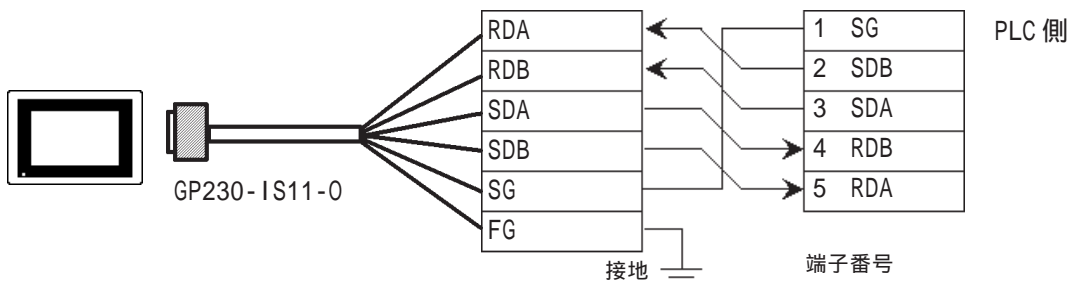 RDA
RDB
SDA
SDB
SG
FG
接地
GP230-IS11-O
1 SG
2 SDB
3 SDA
4 RDB
5 RDA
PLC 側
端子番号